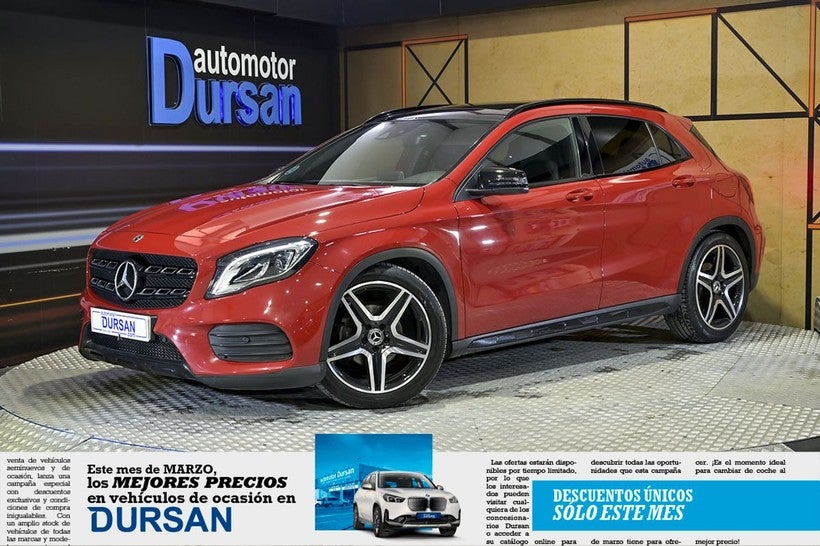 automotor
Dursan
AUTOMOTOR
DURSAN
.com
venta de vehículos
seminuevos y de
ocasión, lanza una
campaña especial
con descuentos
exclusivos y condi-
ciones de compra
inigualables. Con
un amplio stock de
vehículos de todas
las marcas y mode-
Este mes de MARZO,
los MEJORES PRECIOS
en vehículos de ocasión en
DURSAN
automotor Dursan
Las ofertas estarán dispo-
nibles por tiempo limitado,
por lo que
los interesa-
dos pueden
visitar cual-
quiera de los
concesiona-
rios Dursan
o acceder a
su catálogo online para
descubrir todas las oportu-
nidades que esta campaña
de marzo tiene para ofre-
cer. ¡Es el momento ideal
para cambiar de coche al
mejor precio!
DESCUENTOS ÚNICOS
SÓLO ESTE MES